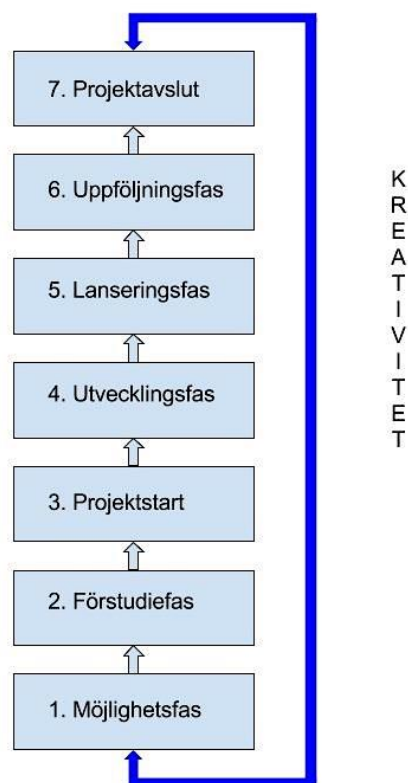 7. Projektavslut
6. Uppföljningsfas
5. Lanseringsfas
4. Utvecklingsfas
3. Projektstart
2. Förstudiefas
1. Möjlighetsfas
K
R
E
A
T
I
V
I
T
E
T